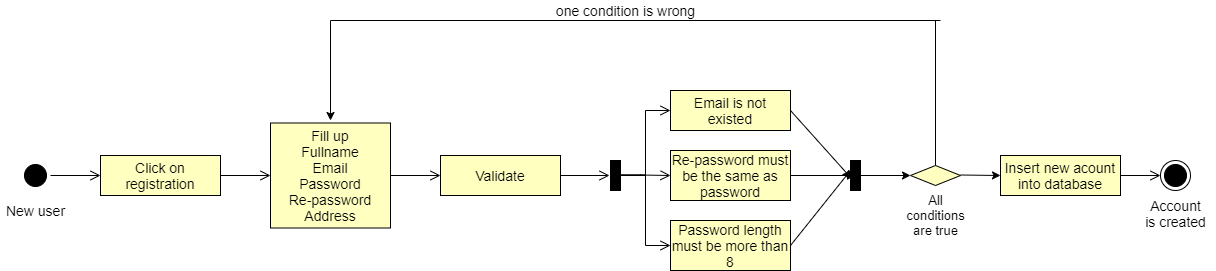 one condition is wrong
New user
Click on
registration
Fill up
Fullname
Email
Password
Re-password
Address
Validate
Email is not
existed
Re-password must
be the same as
password
Password length
must be more than
8
All
conditions
are true
Insert new acount
into database
Account
is created